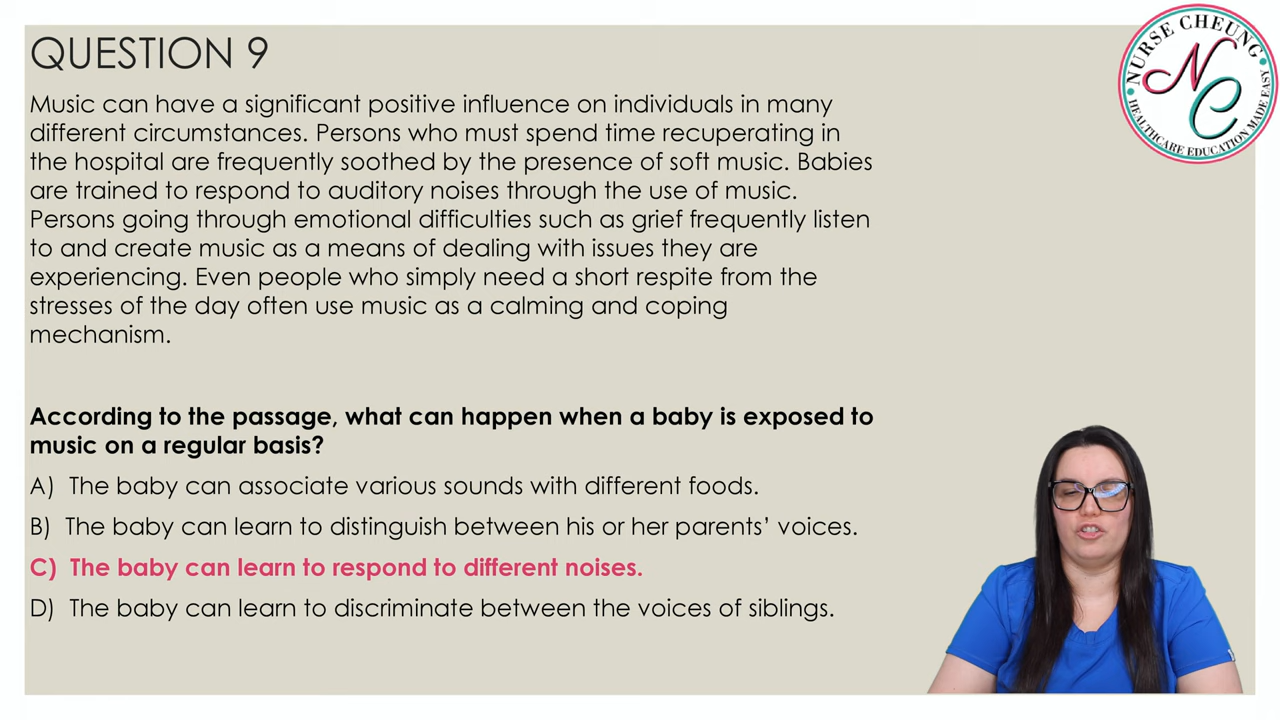 QUESTION 9
NURSE CHEUNG
NC
HEALTHCARE EDUCATION MADE EASY
Music can have a significant positive influence on individuals in many
different circumstances. Persons who must spend time recuperating in
the hospital are frequently soothed by the presence of soft music. Babies
are trained to respond to auditory noises through the use of music.
Persons going through emotional difficulties such as grief frequently listen
to and create music as a means of dealing with issues they are
experiencing. Even people who simply need a short respite from the
stresses of the day often use music as a calming and coping
mechanism.
According to the passage, what can happen when a baby is exposed to
music on a regular basis?
A) The baby can associate various sounds with different foods.
B) The baby can learn to distinguish between his or her parents’ voices.
C) The baby can learn to respond to different noises.
D) The baby can learn to discriminate between the voices of siblings.